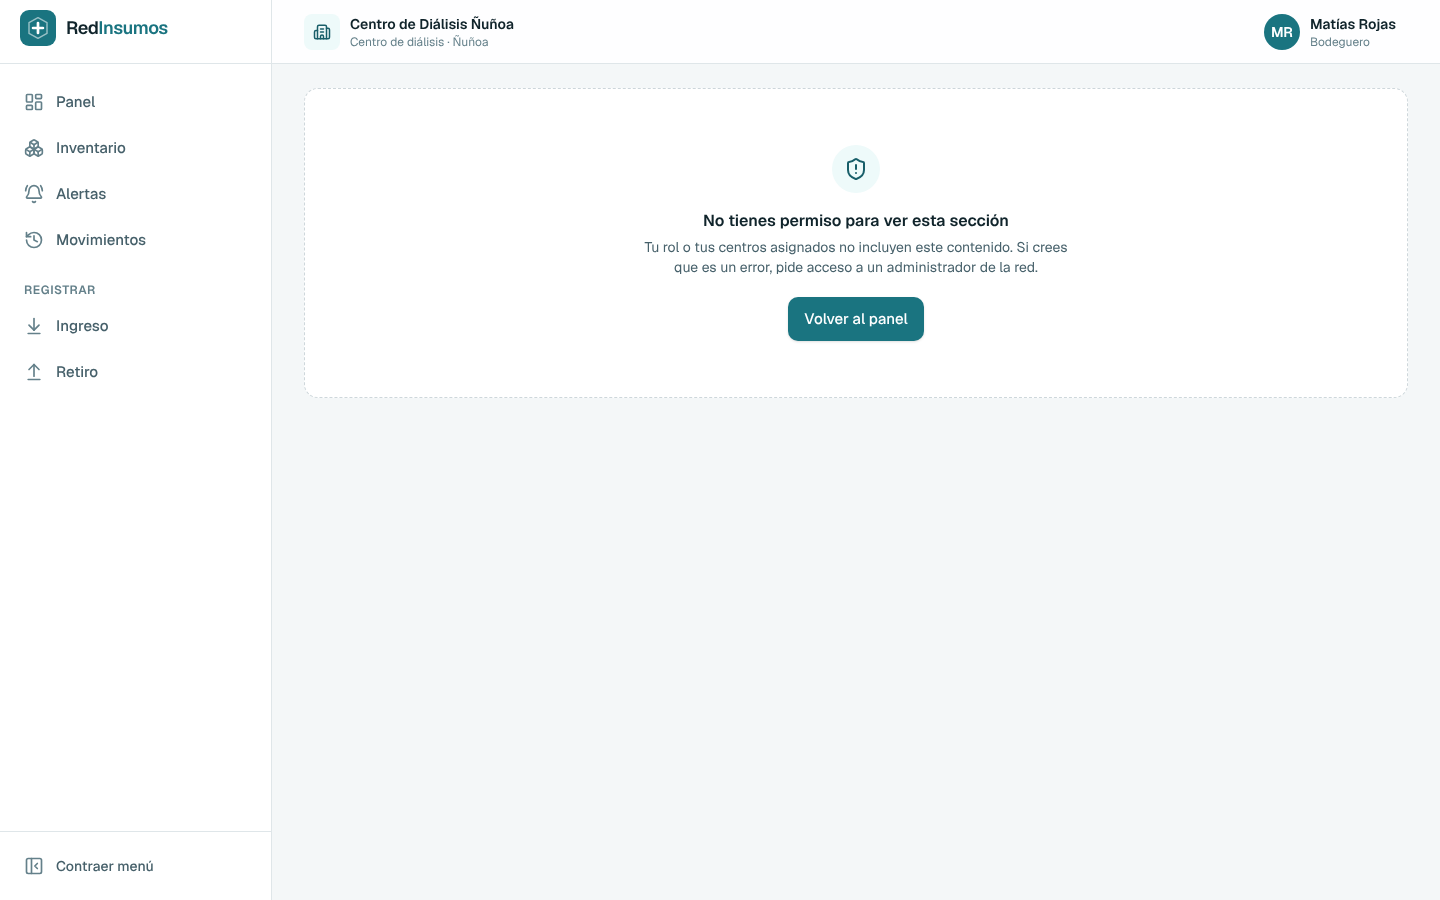 RedInsumos
Centro de Diálisis Ñuñoa
Centro de diálisis · Ñuñoa
MR
Matías Rojas
Bodeguero
Panel
Inventario
Alertas
Movimientos
REGISTRAR
Ingreso
Retiro
Contraer menú
No tienes permiso para ver esta sección
Tu rol o tus centros asignados no incluyen este contenido. Si crees
que es un error, pide acceso a un administrador de la red.
Volver al panel